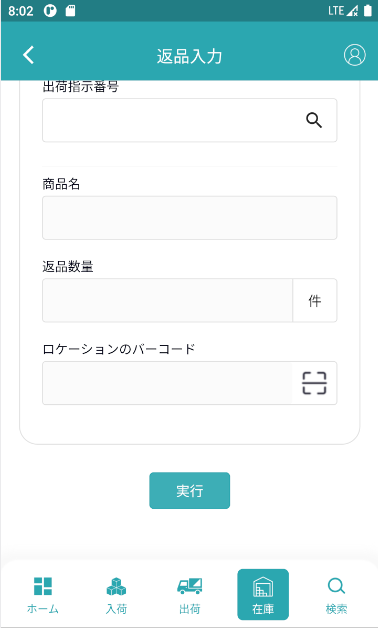 8:02 LTE
返品入力
出荷指示番号
商品名
返品数量
件
ロケーションのバーコード
実行
ホーム 入荷 出荷 在庫 検索